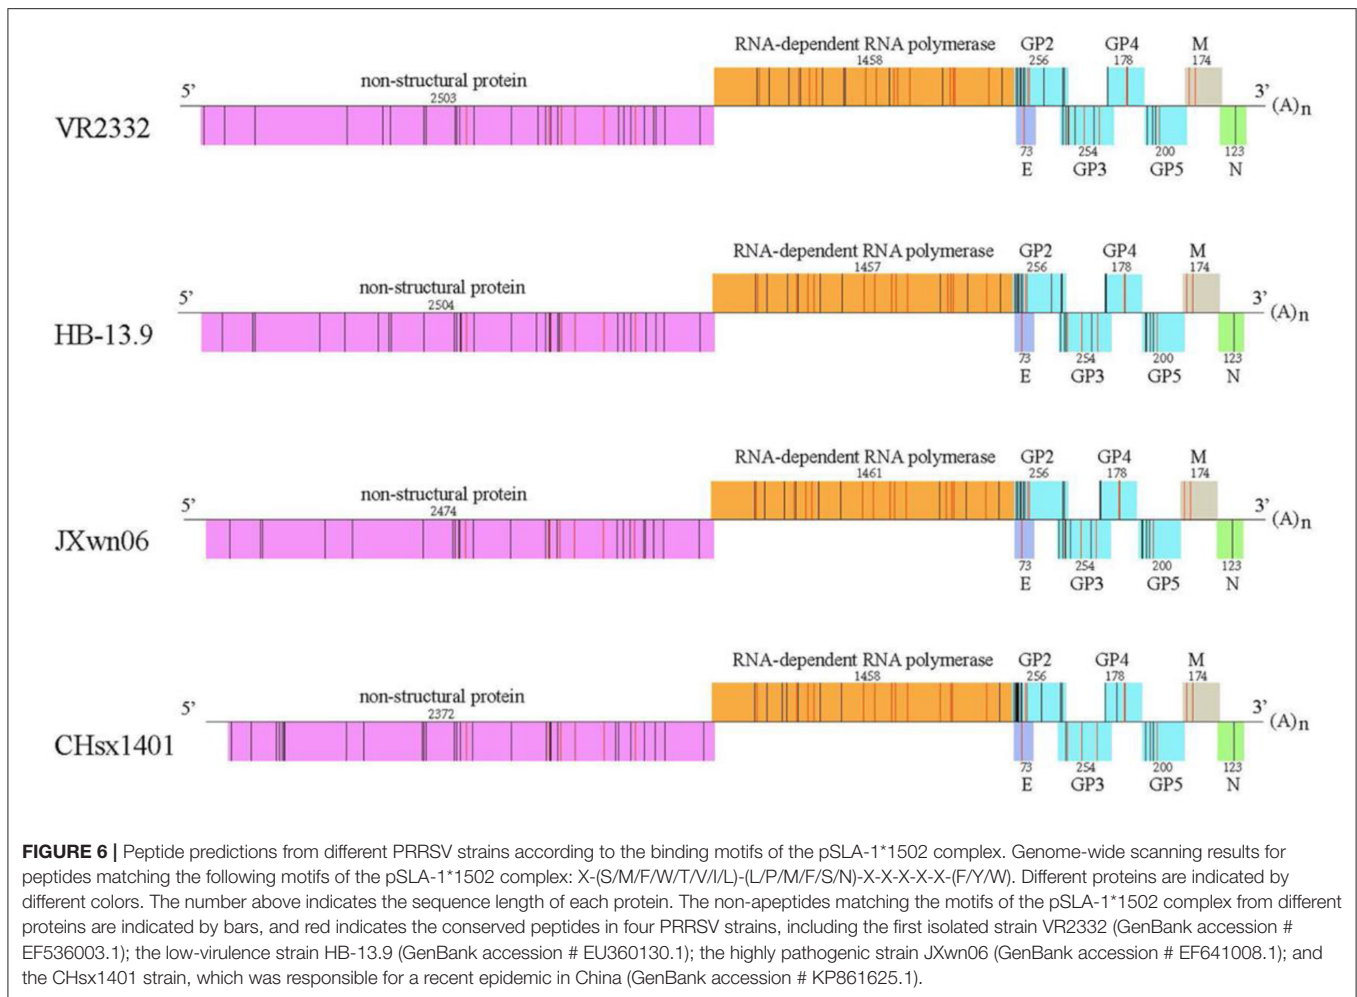 RNA-dependent RNA polymerase GP2 GP4 M
1458 256 178 174
non-structural protein
2503
5’ 3’
(A)n
VR2332
73 254 200 123
E GP3 GP5 N
RNA-dependent RNA polymerase GP2 GP4 M
1457 256 178 174
non-structural protein
2504
5’ 3’
(A)n
HB-13.9
73 254 200 123
E GP3 GP5 N
RNA-dependent RNA polymerase GP2 GP4 M
1461 256 178 174
non-structural protein
2474
5’ 3’
(A)n
JXwn06
73 254 200 123
E GP3 GP5 N
RNA-dependent RNA polymerase GP2 GP4 M
1458 256 178 174
non-structural protein
2372
5’ 3’
(A)n
CHsx1401
73 254 200 123
E GP3 GP5 N
FIGURE 6 | Peptide predictions from different PRRSV strains according to the binding motifs of the pSLA-1*1502 complex. Genome-wide scanning results for
peptides matching the following motifs of the pSLA-1*1502 complex: X-(S/M/F/W/T/V/I/L)-(L/P/M/F/S/N)-X-X-X-X-X-(F/Y/W). Different proteins are indicated by
different colors. The number above indicates the sequence length of each protein. The non-apeptides matching the motifs of the pSLA-1*1502 complex from different
proteins are indicated by bars, and red indicates the conserved peptides in four PRRSV strains, including the first isolated strain VR2332 (GenBank accession #
EF536003.1); the low-virulence strain HB-13.9 (GenBank accession # EU360130.1); the highly pathogenic strain JXwn06 (GenBank accession # EF641008.1); and
the CHsx1401 strain, which was responsible for a recent epidemic in China (GenBank accession # KP861625.1).